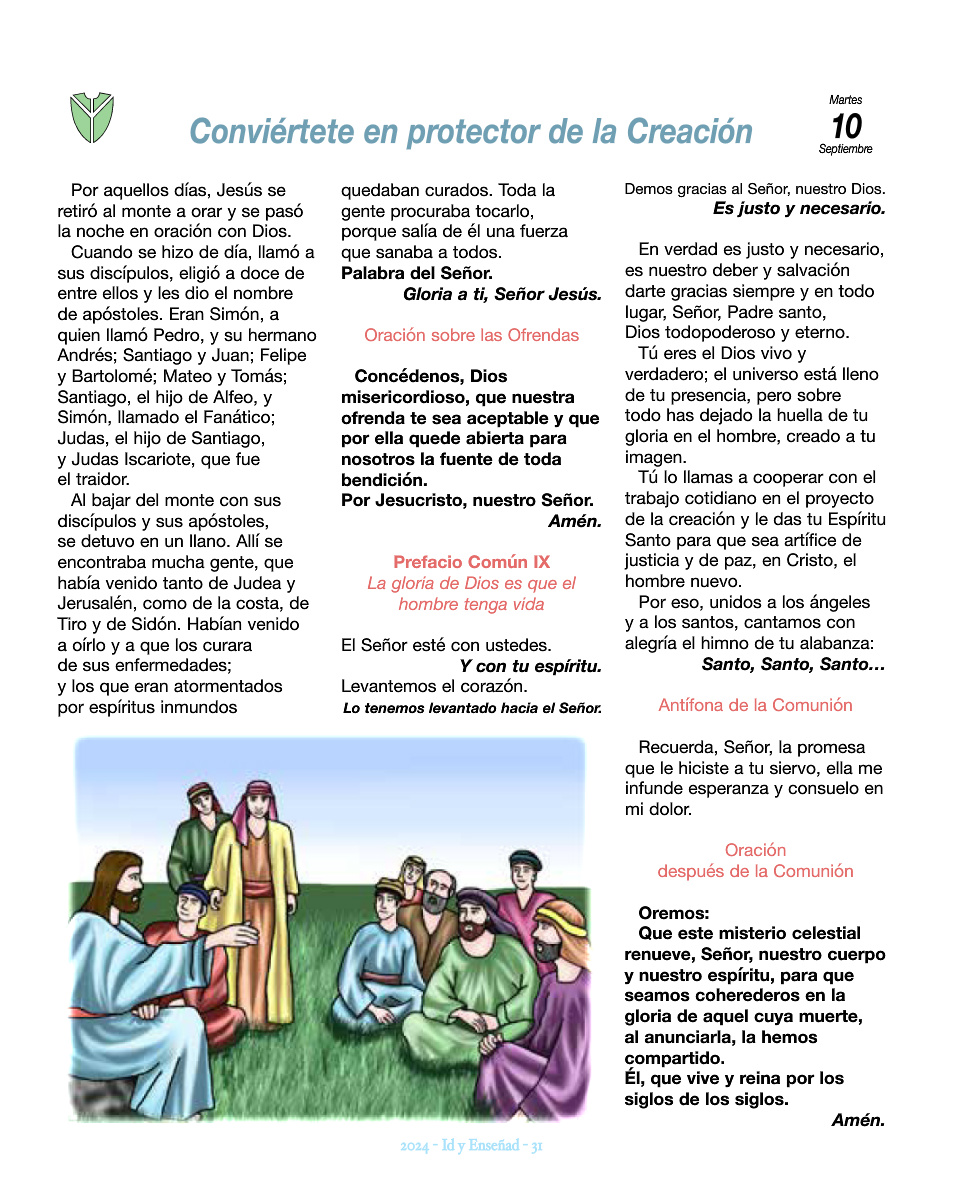 Conviértete en protector de la Creación
Martes
10
Septiembre
Por aquellos días, Jesús se
retiró al monte a orar y se pasó
la noche en oración con Dios.
Cuando se hizo de día, llamó a
sus discípulos, eligió a doce de
entre ellos y les dio el nombre
de apóstoles. Eran Simón, a
quien llamó Pedro, y su hermano
Andrés; Santiago y Juan; Felipe
y Bartolomé; Mateo y Tomás;
Santiago, el hijo de Alfeo, y
Simón, llamado el Fanático;
Judas, el hijo de Santiago,
y Judas Iscariote, que fue
el traidor.
Al bajar del monte con sus
discípulos y sus apóstoles,
se detuvo en un llano. Allí se
encontraba mucha gente, que
había venido tanto de Judea y
Jerusalén, como de la costa, de
Tiro y de Sidón. Habían venido
a oírlo y a que los curara
de sus enfermedades;
y los que eran atormentados
por espíritus inmundos
quedaban curados. Toda la
gente procuraba tocarlo,
porque salía de él una fuerza
que sanaba a todos.
Palabra del Señor.
Gloria a ti, Señor Jesús.
Oración sobre las Ofrendas
Concédenos, Dios
misericordioso, que nuestra
ofrenda te sea aceptable y que
por ella quede abierta para
nosotros la fuente de toda
bendición.
Por Jesucristo, nuestro Señor.
Amén.
Prefacio Común IX
La gloría de Dios es que el
hombre tenga vida
El Señor esté con ustedes.
Y con tu espíritu.
Levantemos el corazón.
Lo tenemos levantado hacia el Señor.
Demos gracias al Señor, nuestro Dios.
Es justo y necesario.
En verdad es justo y necesario,
es nuestro deber y salvación
darte gracias siempre y en todo
lugar, Señor, Padre santo,
Dios todopoderoso y eterno.
Tú eres el Dios vivo y
verdadero; el universo está lleno
de tu presencia, pero sobre
todo has dejado la huella de tu
gloria en el hombre, creado a tu
imagen.
Tú lo llamas a cooperar con el
trabajo cotidiano en el proyecto
de la creación y le das tu Espíritu
Santo para que sea artífice de
justicia y de paz, en Cristo, el
hombre nuevo.
Por eso, unidos a los ángeles
y a los santos, cantamos con
alegría el himno de tu alabanza:
Santo, Santo, Santo…
Antífona de la Comunión
Recuerda, Señor, la promesa
que le hiciste a tu siervo, ella me
infunde esperanza y consuelo en
mi dolor.
Oración
después de la Comunión
Oremos:
Que este misterio celestial
renueve, Señor, nuestro cuerpo
y nuestro espíritu, para que
seamos coherederos en la
gloria de aquel cuya muerte,
al anunciarla, la hemos
compartido.
Él, que vive y reina por los
siglos de los siglos.
Amén.
2024 - Id y Enseñad - 31